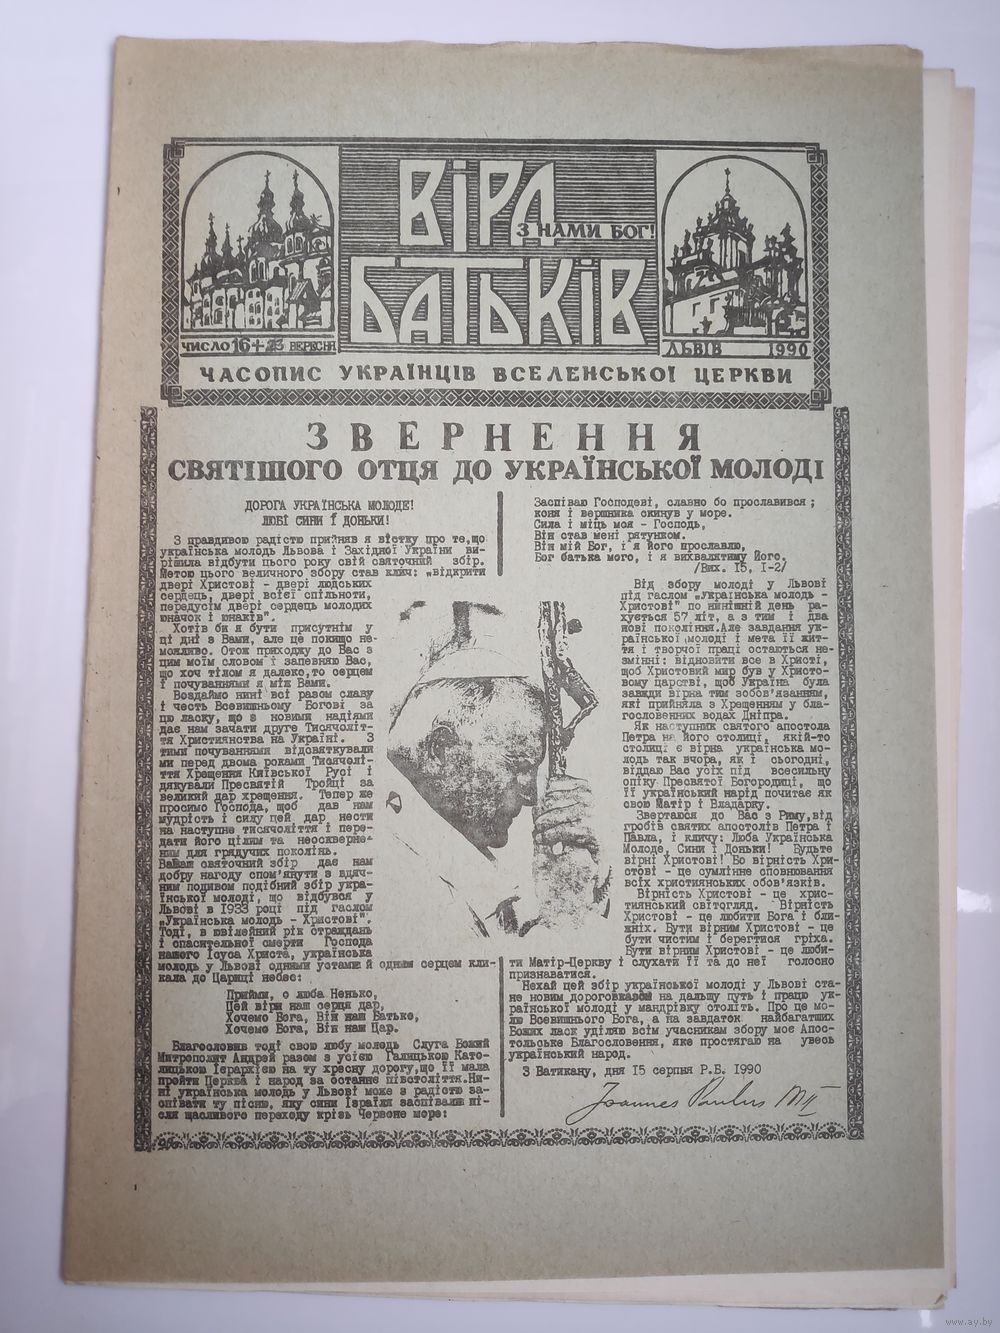 ВІРА
З НАМИ БОГ!
БАТЬКІВ
ЧИСЛО 16+23 ВЕРЕСНЯ
ЛЬВІВ 1990
ЧАСОПИС УКРАЇНЦІВ ВСЕЛЕНСЬКОЇ ЦЕРКВИ
ЗВЕРНЕННЯ
СВЯТІШОГО ОТЦЯ ДО УКРАЇНСЬКОЇ МОЛОДІ
ДОРОГА УКРАЇНСЬКА МОЛОДЕ!
ЛЮБІ СИНИ Ї ДОНЬКИ!
З правдивою радістю прийняв я вістку про те, що
українська молодь Львова і Західної України ви-
рішила відбути цього року свій святочний збір.
Метою цього величного збору став клич: „відкрити
двері Христові - двері людських
сердець, двері всієї спільноти,
передусім двері сердець молодих
юначок і юнаків".
Хотів би я бути присутнім у
ці дні з Вами, але це покищо не-
можливо. Отож приходжу до Вас з
цим моїм словом і запевняю Вас,
що хоч тілом я далеко, то серцем
і почуваннями я між Вами.
Воздаймо нині всі разом славу
і честь Всевишньому Богові за
цю ласку, що з новими надіями
дає нам зачати друге Тисячоліт-
тя Християнства на Україні. З
тими почуваннями відсвяткували
ми перед двома роками Тисячолі-
ття Хрещення Київської Русі і
дякували Пресвятій Тройці за
великий дар хрещення. Тепер же
просимо Господа, щоб дав нам
мудрість і силу цей дар нести
на наступне тисячоліття і пере-
дати його цілим та неоскверне-
ним для грядучих поколінь.
Вашам святочний збір дає нам
добру нагоду спом'янути з вдяч-
ним подивом подібний збір укра-
їнської молоді, що відбувся у
Львові в 1933 році під гаслом
„Українська молодь - Христові".
Тоді, в ювілейний рік страждань
і спасительної смерти Господа
нашого Ісуса Христа, українська
молодь у Львові одними устами й одним серцем кли-
кала до Цариці небес:
Прийми, о люба Ненько,
Цей віри наш серця дар,
Хочемо Бога, Він наш Батько,
Хочемо Бога, Він наш Цар.
Благословив тоді свою любу молодь Слуга Божий
Митрополит Андрей разом з усією Галицькою Като-
лицькою Ієрархією на ту хресну дорогу, що її мала
пройти Церква і народ за останнє півстоліття. Ни-
ні українська молодь у Львові може з радістю за-
співати ту пісню, яку сини Ізраїля заспівали пі-
сля щасливого переходу крізь Червоне море:
Заспіваю Господеві, славно бо прославився;
коня і вершника скинув у море.
Сила і міць моя - Господь,
Він став мені рятунком.
Він мій Бог, і я його прославлю,
Бог батька мого, і я вихвалятиму Його.
/Вих. 15, 1-2/
Від збору молоді у Львові
під гаслом „Українська молодь -
Христові" по нинішній день ра-
хується 57 літ, а з тим і два
нові покоління. Але завдання ук-
раїнської молоді і мета її жит-
тя і творчої праці остаються не-
змінні: відновити все в Христі,
щоб Христовий мир був у Христо-
вому царстві, щоб Україна була
завжди вірна тим зобов'язанням,
які прийняла з Хрещенням у бла-
гословенних водах Дніпра.
Як наступник святого апостола
Петра на його столиці, якій-то
столиці є вірна українська мо-
лодь так вчора, як і сьогодні,
віддаю Вас усіх під всесильну
опіку Пресвятої Богородиці, що
її український нарід почитає як
свою Матір і Владарку.
Звертаюся до Вас з Риму, від
гробів святих апостолів Петра і
Павла, і кличу: Люба Українська
Молоде, Сини і Доньки! Будьте
вірні Христові! Бо вірність Хри-
стові - це сумлінне сповнювання
всіх християнських обов'язків.
Вірність Христові - це хрис-
тиянський світогляд. Вірність
Христові - це любити Бога і бли-
жніх. Бути вірним Христові - це
бути чистим і берегтися гріха.
Бути вірним Христові - це люби-
ти Матір-Церкву і слухати її та до неї голосно
признаватися.
Нехай цей збір української молоді у Львові ста-
не новим дороговказом на дальшу путь і працю ук-
раїнської молоді у мандрівку століть. Про це мо-
лю Всевишнього Бога, а на завдаток найбагатших
Божих ласк уділяю всім учасникам збору моє Апос-
тольське Благословення, яке простягаю на увесь
український народ.
З Ватикану, дня 15 серпня Р.Б. 1990
Joannes Paulus PP. II
www.ay.by